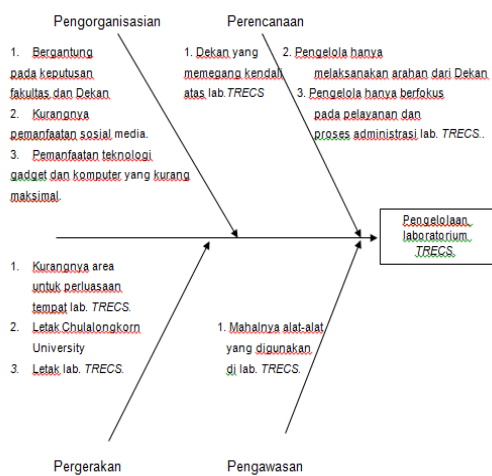 Pengorganisasian
Perencanaan
1. Bergantung
pada keputusan
fakultas dan Dekan
2. Kurangnya
pemanfaatan sosial media.
3. Pemanfaatan teknologi
gadget dan komputer yang kurang
maksimal.
1. Dekan yang
memegang kendali
atas lab.TRECS
2. Pengelola hanya
melaksanakan arahan dari Dekan
3. Pengelola hanya berfokus
pada pelayanan dan
proses administrasi lab. TRECS..
Pengelolaan
laboratorium
TRECS.
1. Kurangnya area
untuk perluasaan
tempat lab. TRECS.
2. Letak Chulalongkorn
University
3. Letak lab. TRECS.
1. Mahalnya alat-alat
yang digunakan
di lab. TRECS.
Pergerakan
Pengawasan